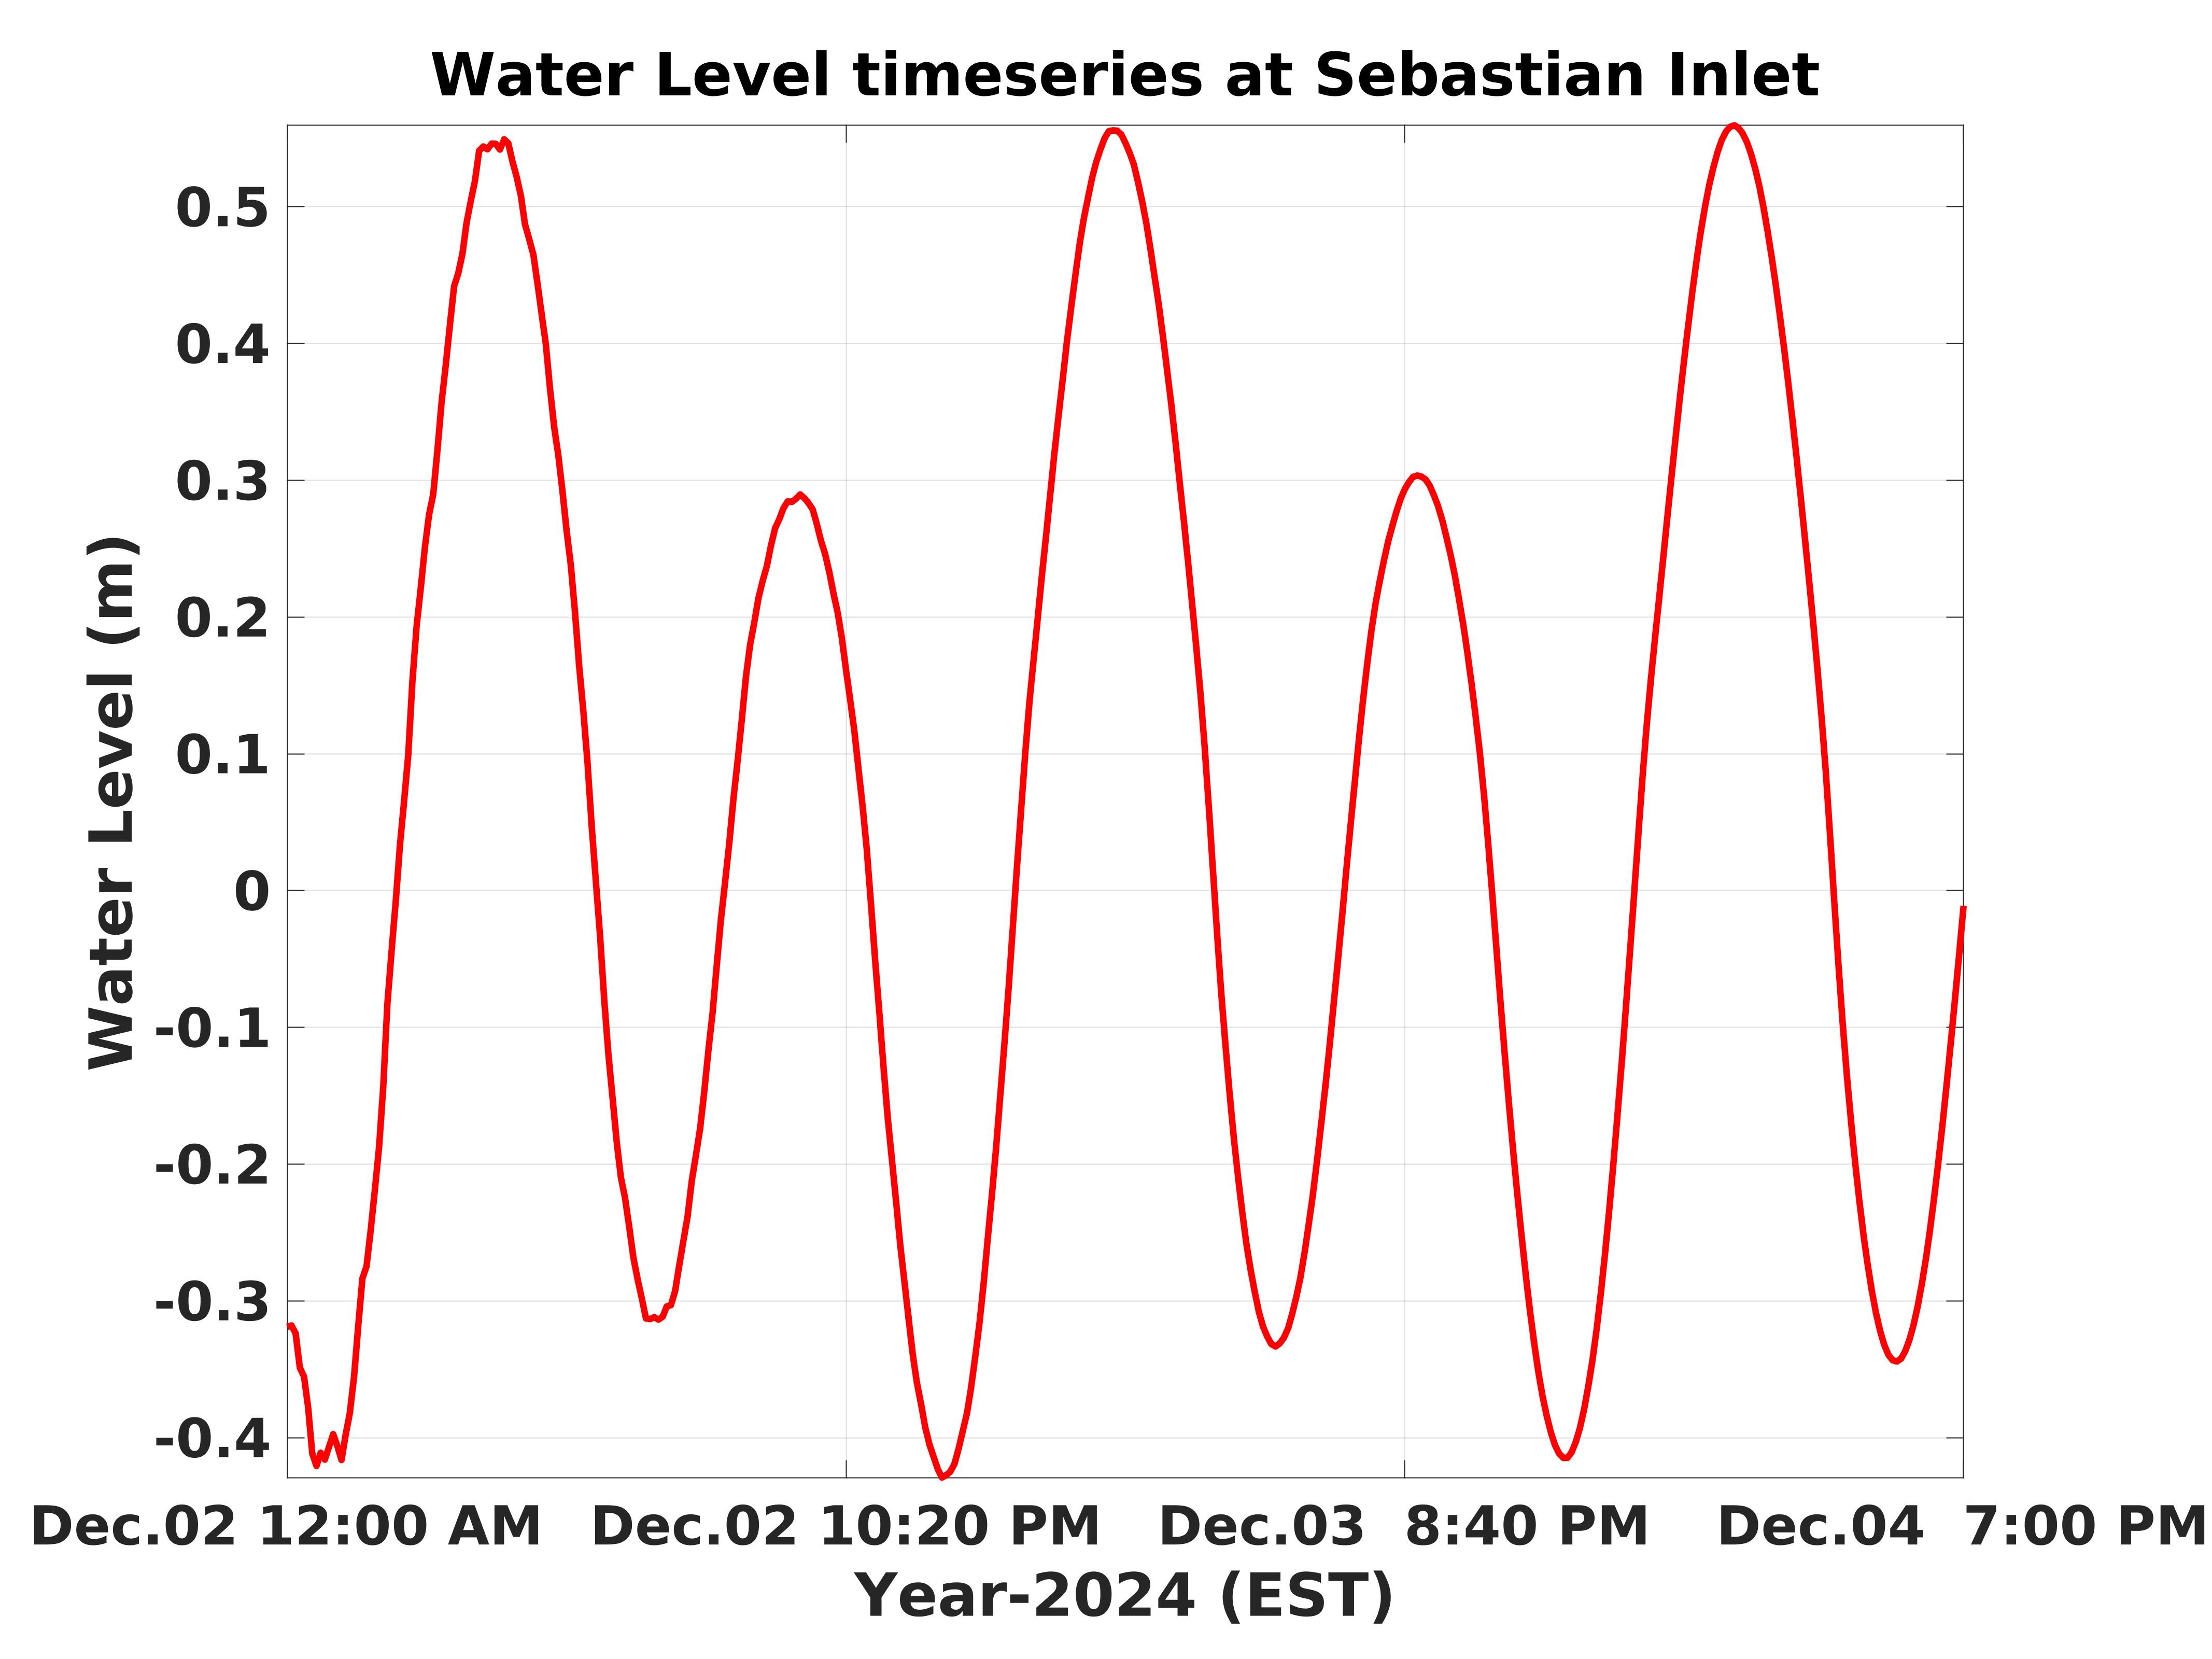 Water Level timeseries at Sebastian Inlet
0.5
0.4
0.3
0.2
0.1
0
-0.1
-0.2
-0.3
-0.4
Water Level (m)
Dec.02 12:00 AM Dec.02 10:20 PM Dec.03 8:40 PM Dec.04 7:00 PM
Year-2024 (EST)